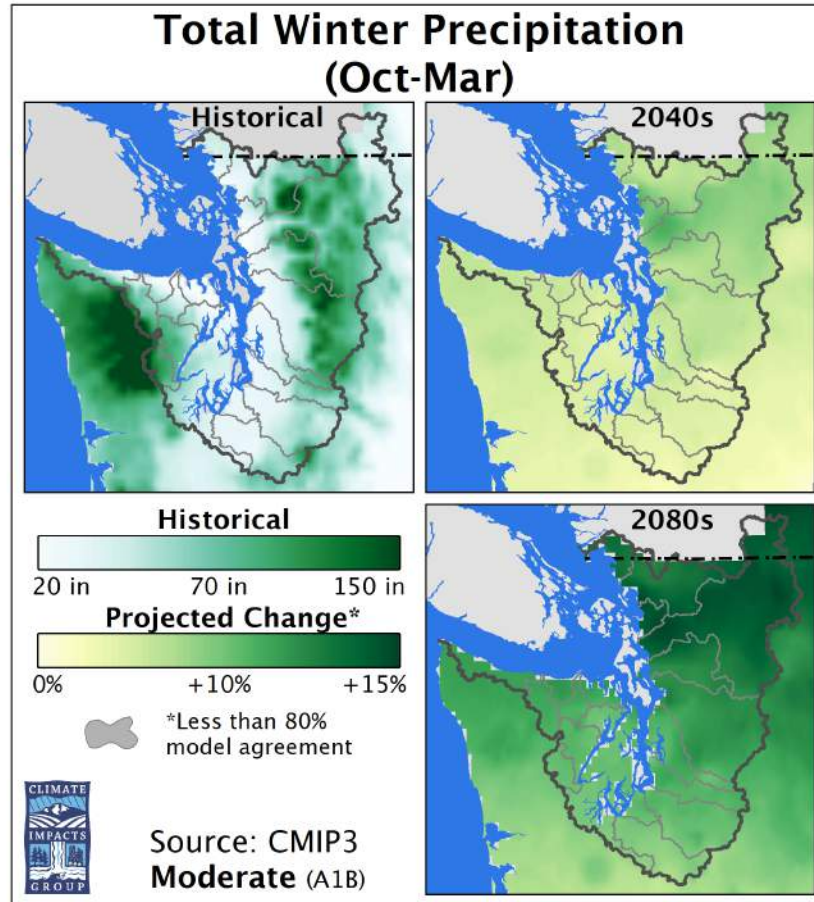 Total Winter Precipitation
(Oct-Mar)
Historical
2040s
Historical
20 in 70 in 150 in
Projected Change*
0% +10% +15%
*Less than 80%
model agreement
2080s
CLIMATE
IMPACTS
GROUP
Source: CMIP3
Moderate (A1B)